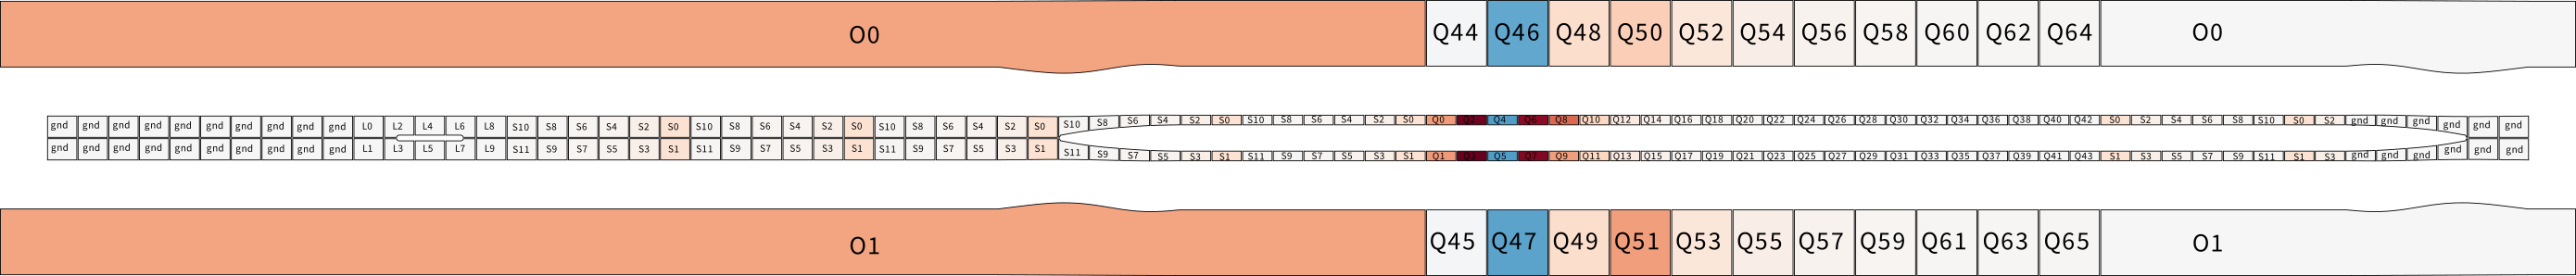 O0 Q44 Q46 Q48 Q50 Q52 Q54 Q56 Q58 Q60 Q62 Q64 O0
gnd gnd gnd gnd gnd gnd gnd gnd gnd gnd L0 L2 L4 L6 L8 S10 S8 S6 S4 S2 S0 S10 S8 S6 S4 S2 S0 S10 S8 S6 S4 S2 S0 S10 S8 S6 S4 S2 S0 S10 S8 S6 S4 S2 S0 Q0 Q2 Q4 Q6 Q8 Q10 Q12 Q14 Q16 Q18 Q20 Q22 Q24 Q26 Q28 Q30 Q32 Q34 Q36 Q38 Q40 Q42 S0 S2 S4 S6 S8 S10 S0 S2 gnd gnd gnd gnd gnd gnd
gnd gnd gnd gnd gnd gnd gnd gnd gnd gnd L1 L3 L5 L7 L9 S11 S9 S7 S5 S3 S1 S11 S9 S7 S5 S3 S1 S11 S9 S7 S5 S3 S1 S11 S9 S7 S5 S3 S1 S11 S9 S7 S5 S3 S1 Q1 Q3 Q5 Q7 Q9 Q11 Q13 Q15 Q17 Q19 Q21 Q23 Q25 Q27 Q29 Q31 Q33 Q35 Q37 Q39 Q41 Q43 S1 S3 S5 S7 S9 S11 S1 S3 gnd gnd gnd gnd gnd gnd
O1 Q45 Q47 Q49 Q51 Q53 Q55 Q57 Q59 Q61 Q63 Q65 O1